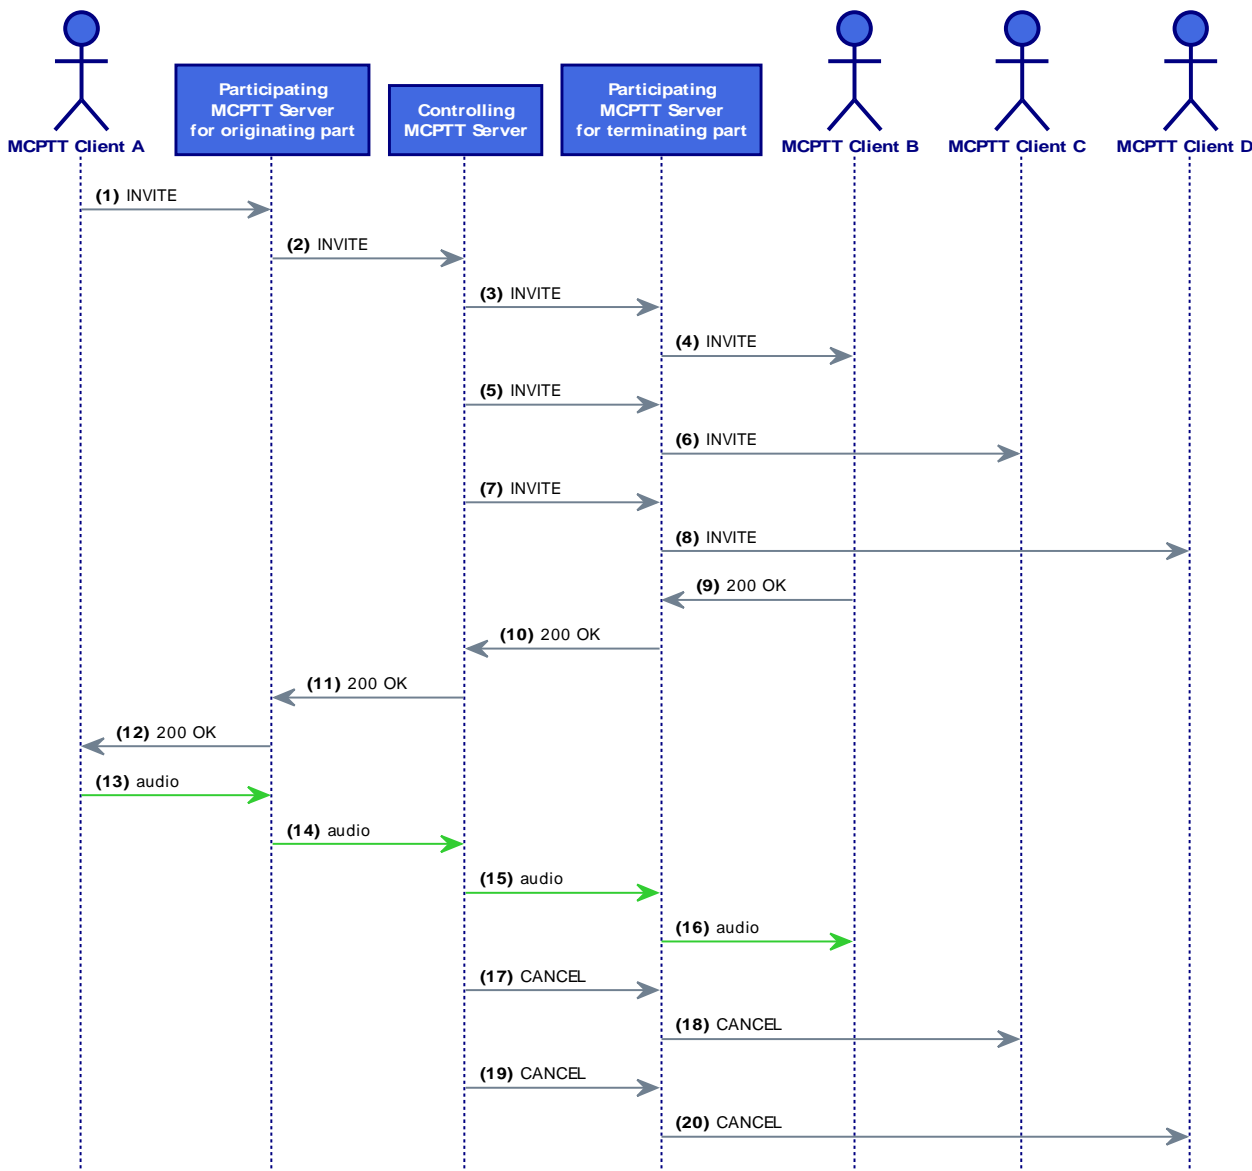 Participating
MCPTT Server
for originating part
Controlling
MCPTT Server
Participating
MCPTT Server
for terminating part
MCPTT Client A
MCPTT Client B
MCPTT Client C
MCPTT Client D
(1) INVITE
(2) INVITE
(3) INVITE
(4) INVITE
(5) INVITE
(6) INVITE
(7) INVITE
(8) INVITE
(9) 200 OK
(10) 200 OK
(11) 200 OK
(12) 200 OK
(13) audio
(14) audio
(15) audio
(16) audio
(17) CANCEL
(18) CANCEL
(19) CANCEL
(20) CANCEL